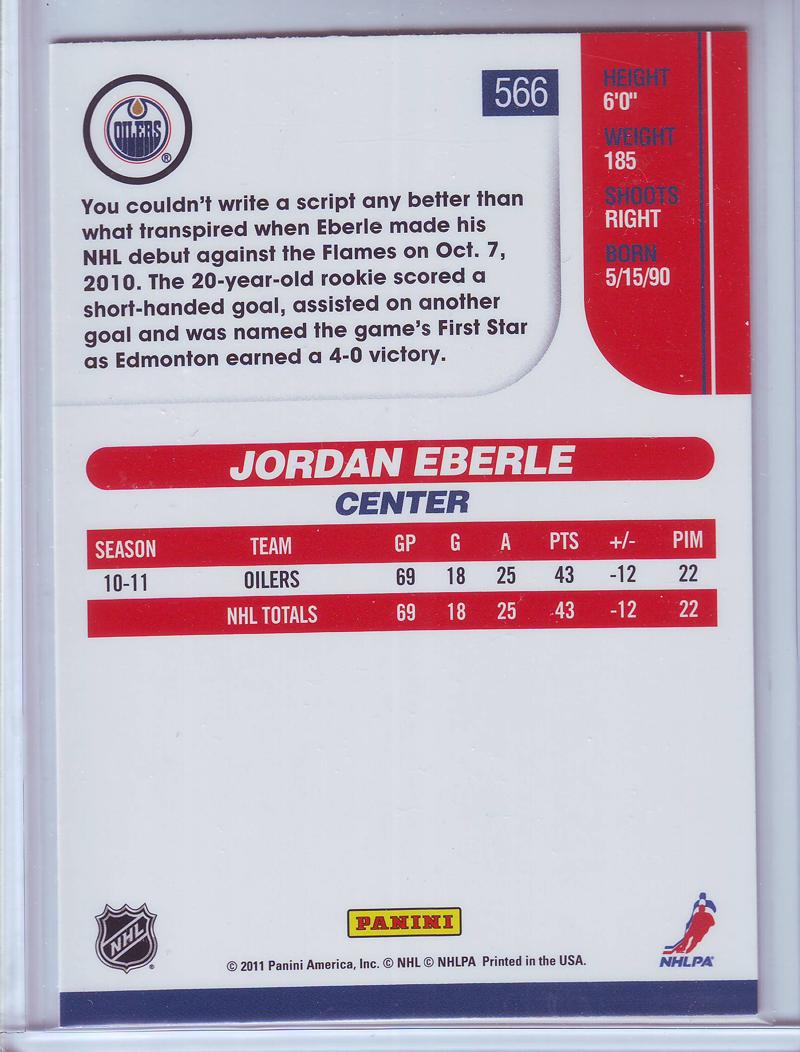 OILERS
®
566
HEIGHT
6'0"
WEIGHT
185
SHOOTS
RIGHT
BORN
5/15/90
You couldn't write a script any better than
what transpired when Eberle made his
NHL debut against the Flames on Oct. 7,
2010. The 20-year-old rookie scored a
short-handed goal, assisted on another
goal and was named the game's First Star
as Edmonton earned a 4-0 victory.
JORDAN EBERLE
CENTER
SEASON TEAM GP G A PTS +/- PIM
10-11 OILERS 69 18 25 43 -12 22
NHL TOTALS 69 18 25 43 -12 22
NHL
PANINI
NHLPA
© 2011 Panini America, Inc. © NHL © NHLPA Printed in the USA.